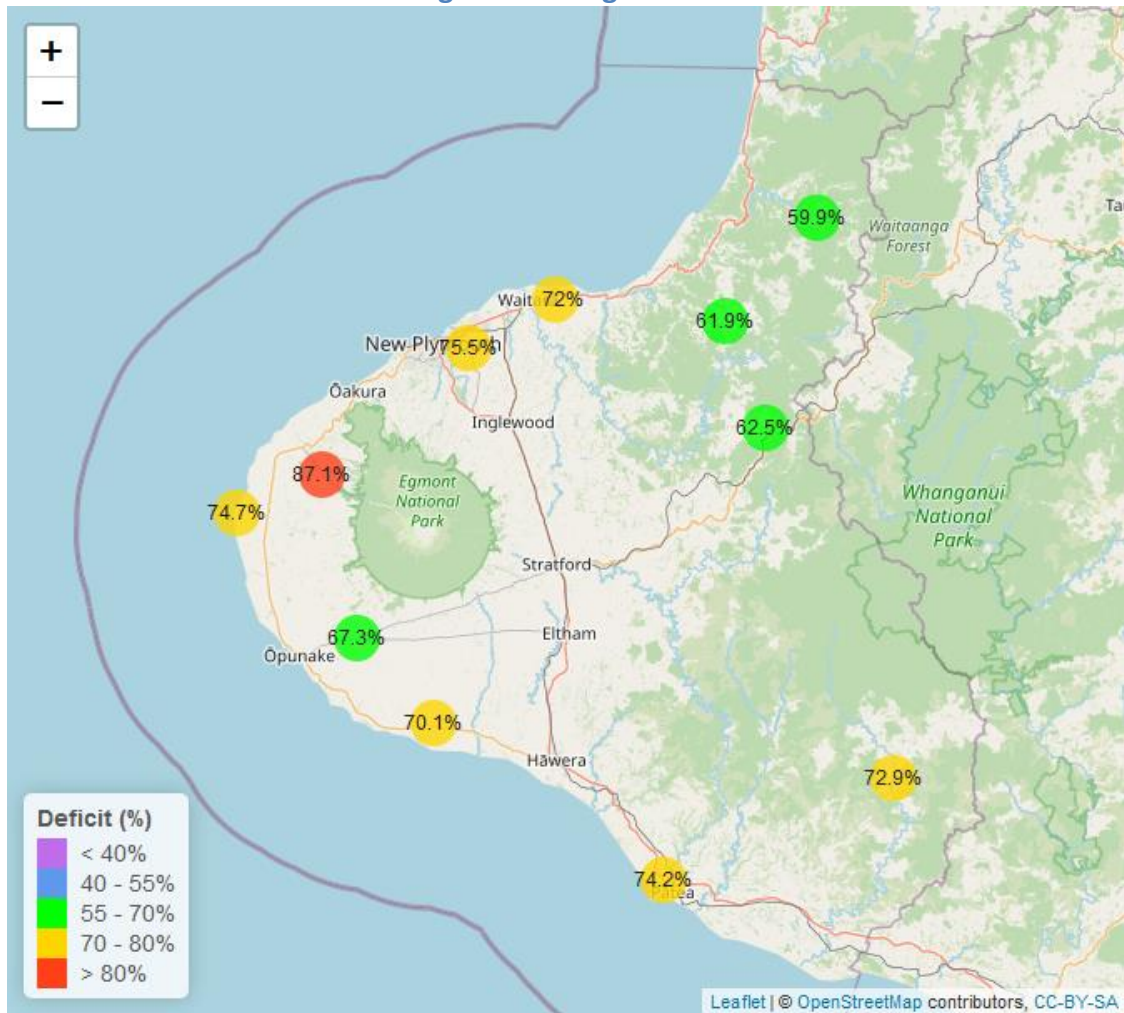 +
−
59.9%
Waitaanga
Forest
72%
61.9%
75.5%
Ōakura
Inglewood
62.5%
87.1%
Egmont
National
Park
Whanganui
National
Park
74.7%
Stratford
67.3%
Eltham
Ōpunake
70.1%
Hāwera
72.9%
74.2%
Patea
Deficit (%)
< 40%
40 - 55%
55 - 70%
70 - 80%
> 80%
Leaflet | © OpenStreetMap contributors, CC-BY-SA